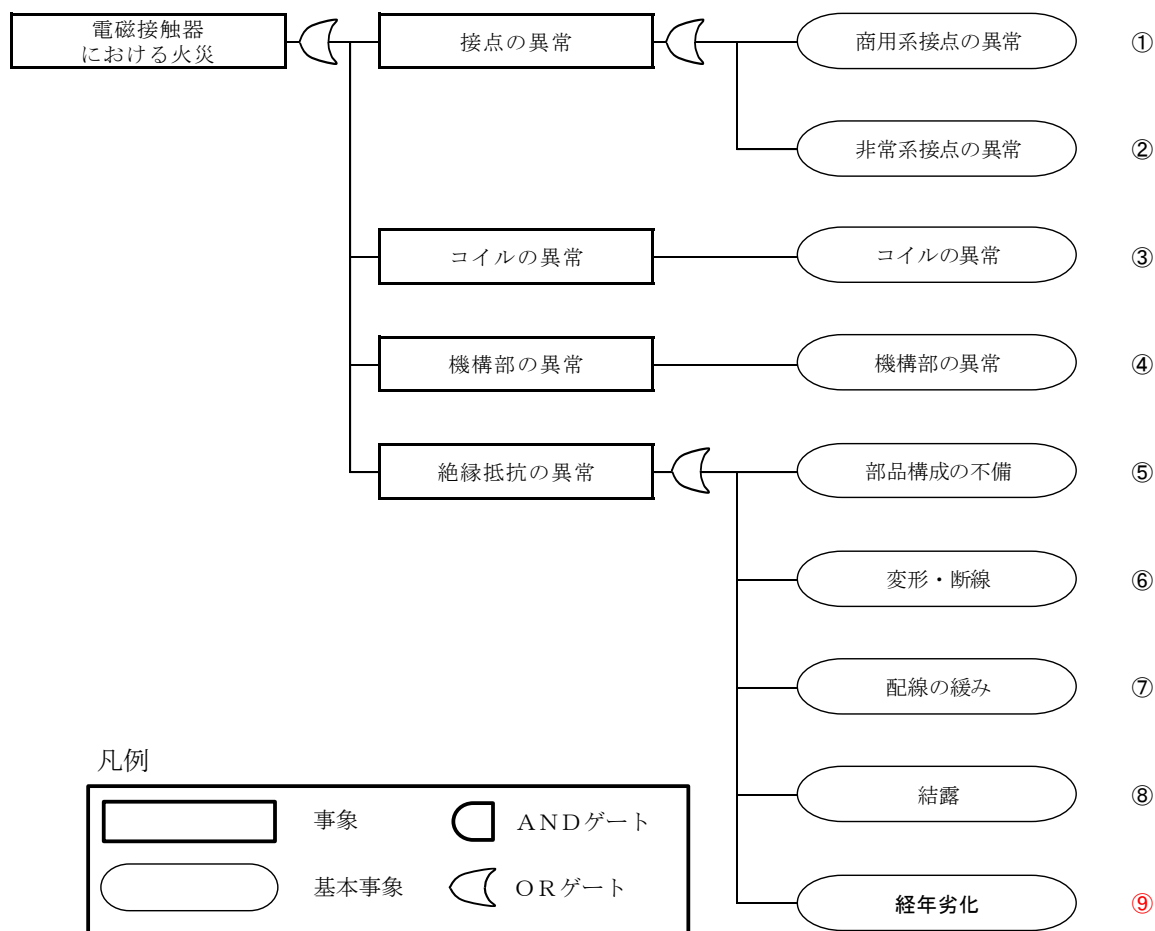 電磁接触器
における火災
接点の異常
商用系接点の異常
①
非常系接点の異常
②
コイルの異常
コイルの異常
③
機構部の異常
機構部の異常
④
絶縁抵抗の異常
部品構成の不備
⑤
変形・断線
⑥
配線の緩み
⑦
結露
⑧
経年劣化
⑨
凡例
事象
ANDゲート
基本事象
ORゲート